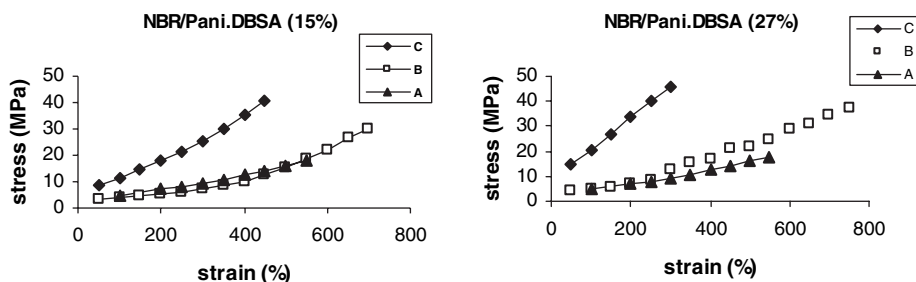 NBR/Pani.DBSA (15%)
C
B
A
50
40
30
20
10
0
stress (MPa)
0 200 400 600 800
strain (%)
NBR/Pani.DBSA (27%)
C
B
A
50
40
30
20
10
0
stress (MPa)
0 200 400 600 800
strain (%)